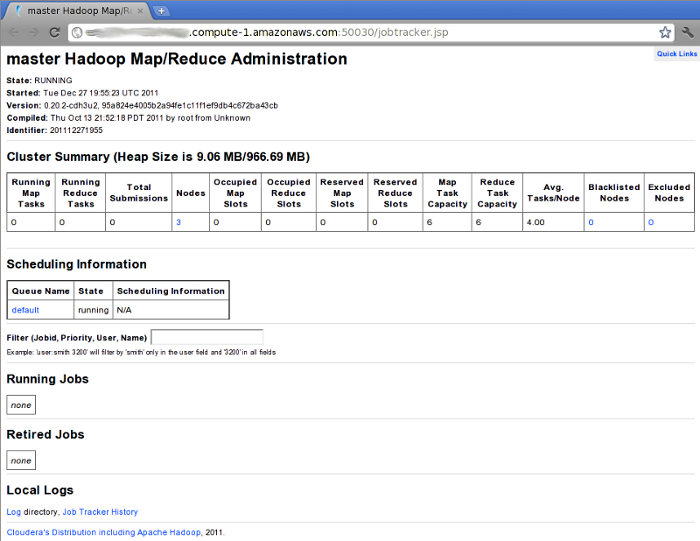 master Hadoop Map/R
.compute-1.amazonaws.com:50030/jobtracker.jsp
master Hadoop Map/Reduce Administration
Quick Links
State: RUNNING
Started: Tue Dec 27 19:55:23 UTC 2011
Version: 0.20.2-cdh3u2, 95a824e4005b2a94fe1c11f1ef9db4c672ba43cb
Compiled: Thu Oct 13 21:52:18 PDT 2011 by root from Unknown
Identifier: 201112271955
Cluster Summary (Heap Size is 9.06 MB/966.69 MB)
Running Map Tasks Running Reduce Tasks Total Submissions Nodes Occupied Map Slots Occupied Reduce Slots Reserved Map Slots Reserved Reduce Slots Map Task Capacity Reduce Task Capacity Avg. Tasks/Node Blacklisted Nodes Excluded Nodes
0 0 0 3 0 0 0 0 6 6 4.00 0 0
Scheduling Information
Queue Name State Scheduling Information
default running N/A
Filter (Jobid, Priority, User, Name)
Example: 'user:smith 3200' will filter by 'smith' only in the user field and '3200' in all fields
Running Jobs
none
Retired Jobs
none
Local Logs
Log directory, Job Tracker History
Cloudera's Distribution including Apache Hadoop, 2011.